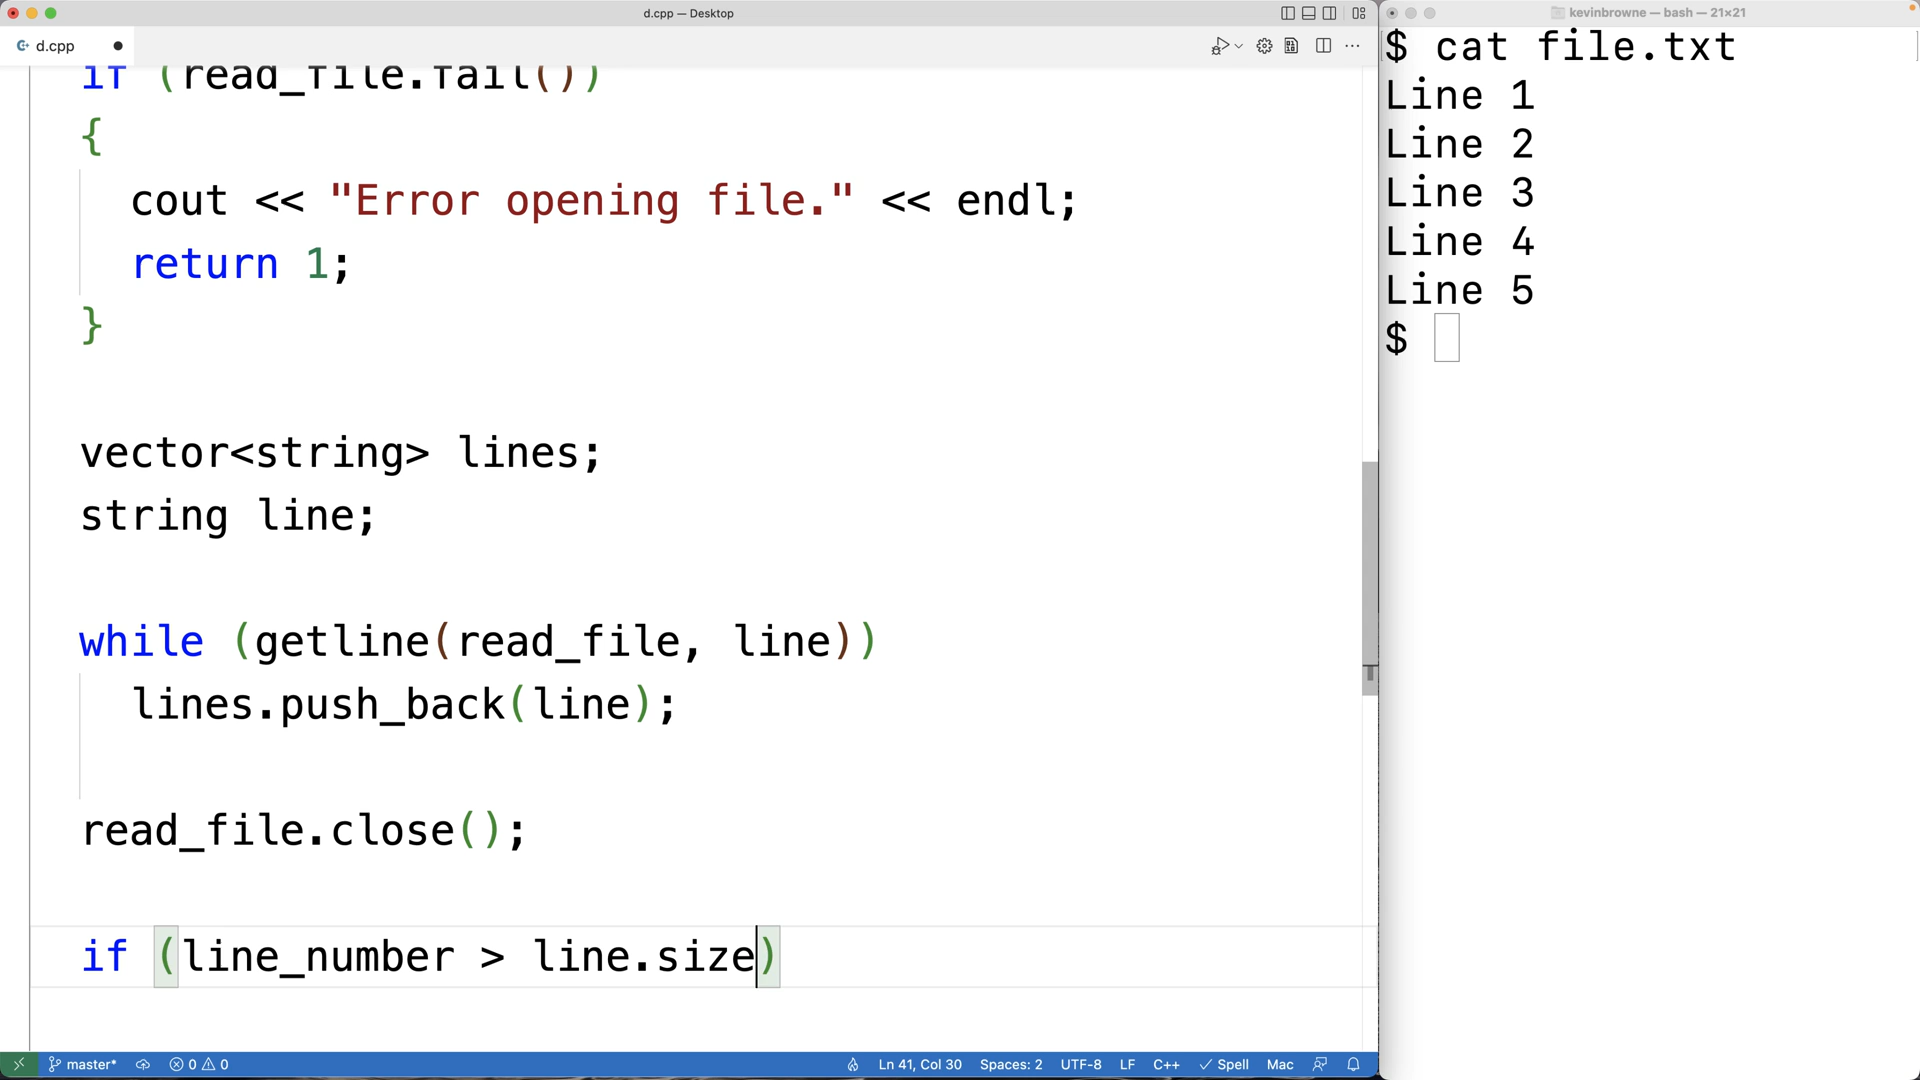 d.cpp — Desktop
d.cpp
if (read_file.fail())
{
cout << "Error opening file." << endl;
return 1;
}
vector<string> lines;
string line;
while (getline(read_file, line))
lines.push_back(line);
read_file.close();
if (line_number > line.size)
master*
0
0
Ln 41, Col 30
Spaces: 2
UTF-8
LF
C++
Spell
Mac
kevinbrowne — bash — 21×21
$ cat file.txt
Line 1
Line 2
Line 3
Line 4
Line 5
$